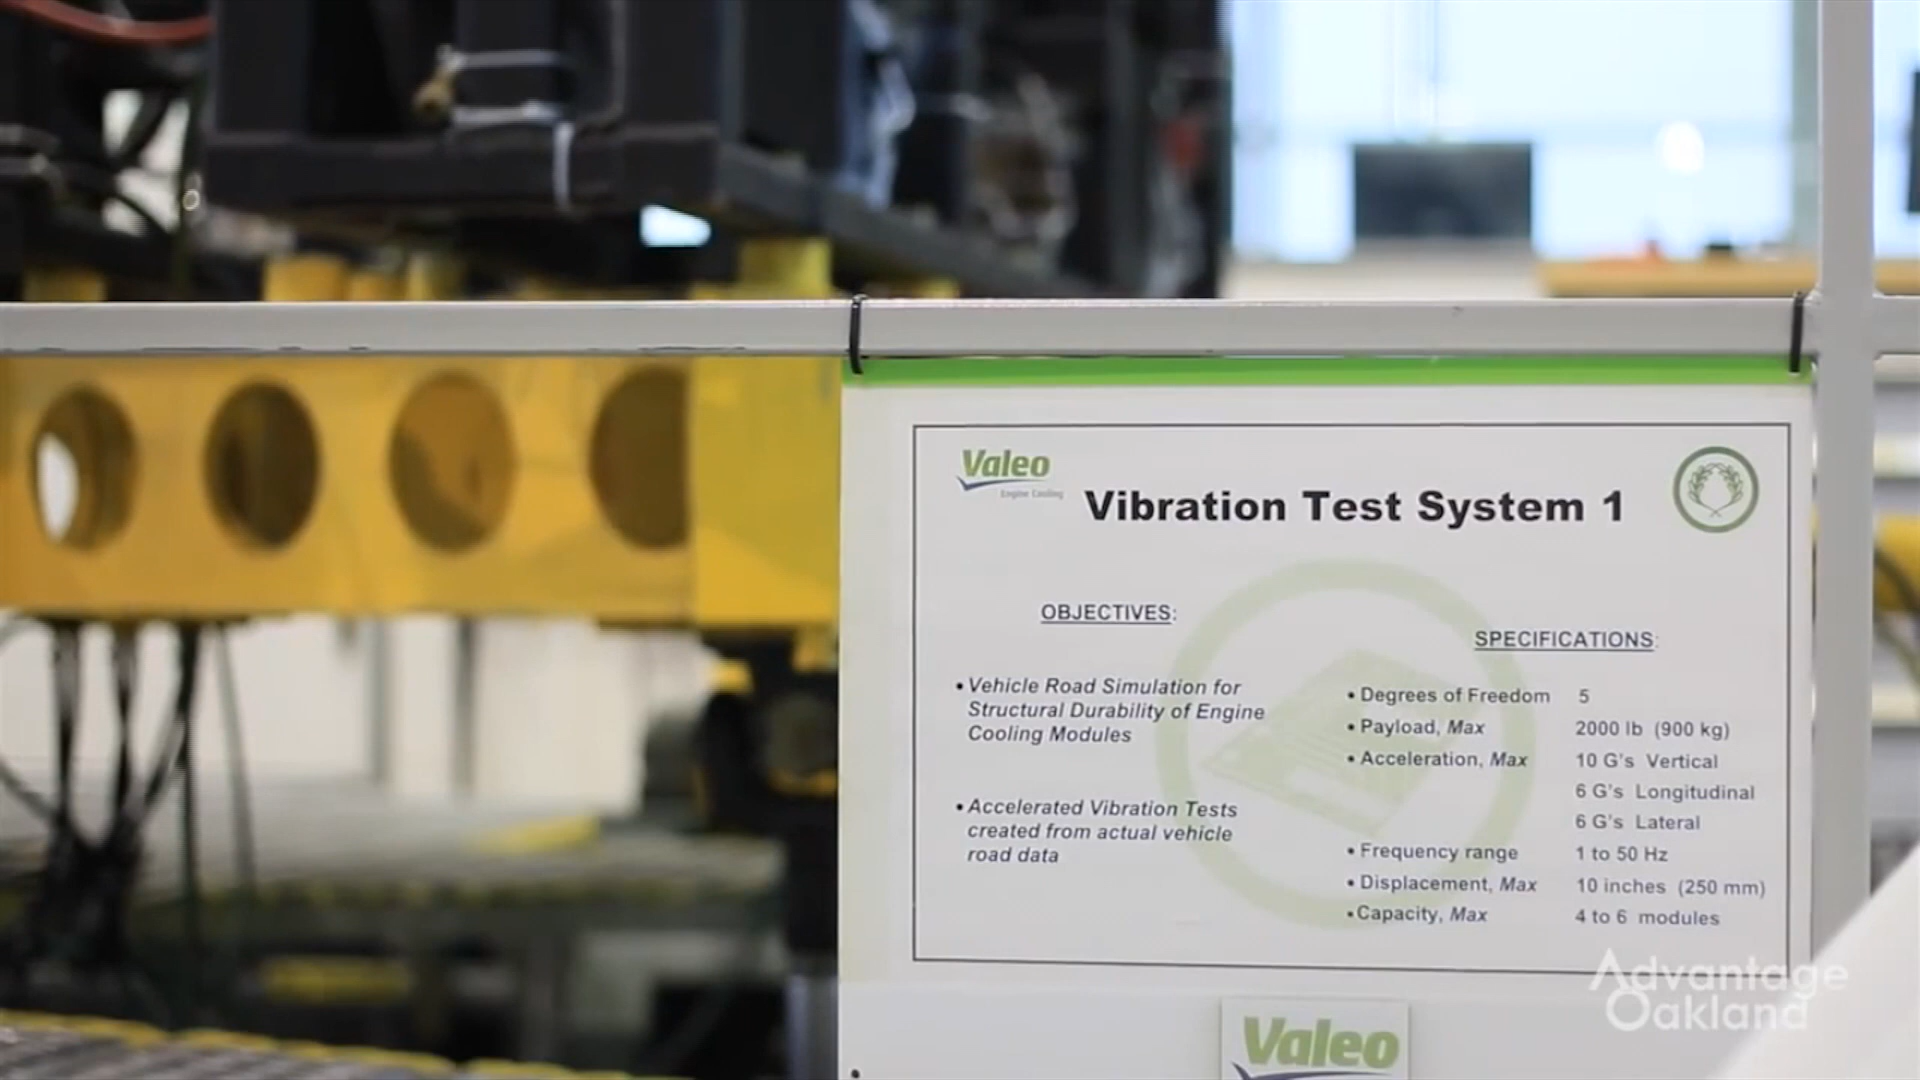 Valeo
Engine Cooling
Vibration Test System 1
OBJECTIVES:
• Vehicle Road Simulation for
Structural Durability of Engine
Cooling Modules
• Accelerated Vibration Tests
created from actual vehicle
road data
SPECIFICATIONS:
• Degrees of Freedom 5
• Payload, Max 2000 lb (900 kg)
• Acceleration, Max 10 G's Vertical
6 G's Longitudinal
6 G's Lateral
• Frequency range 1 to 50 Hz
• Displacement, Max 10 inches (250 mm)
• Capacity, Max 4 to 6 modules
Valeo
Advantage
Oakland